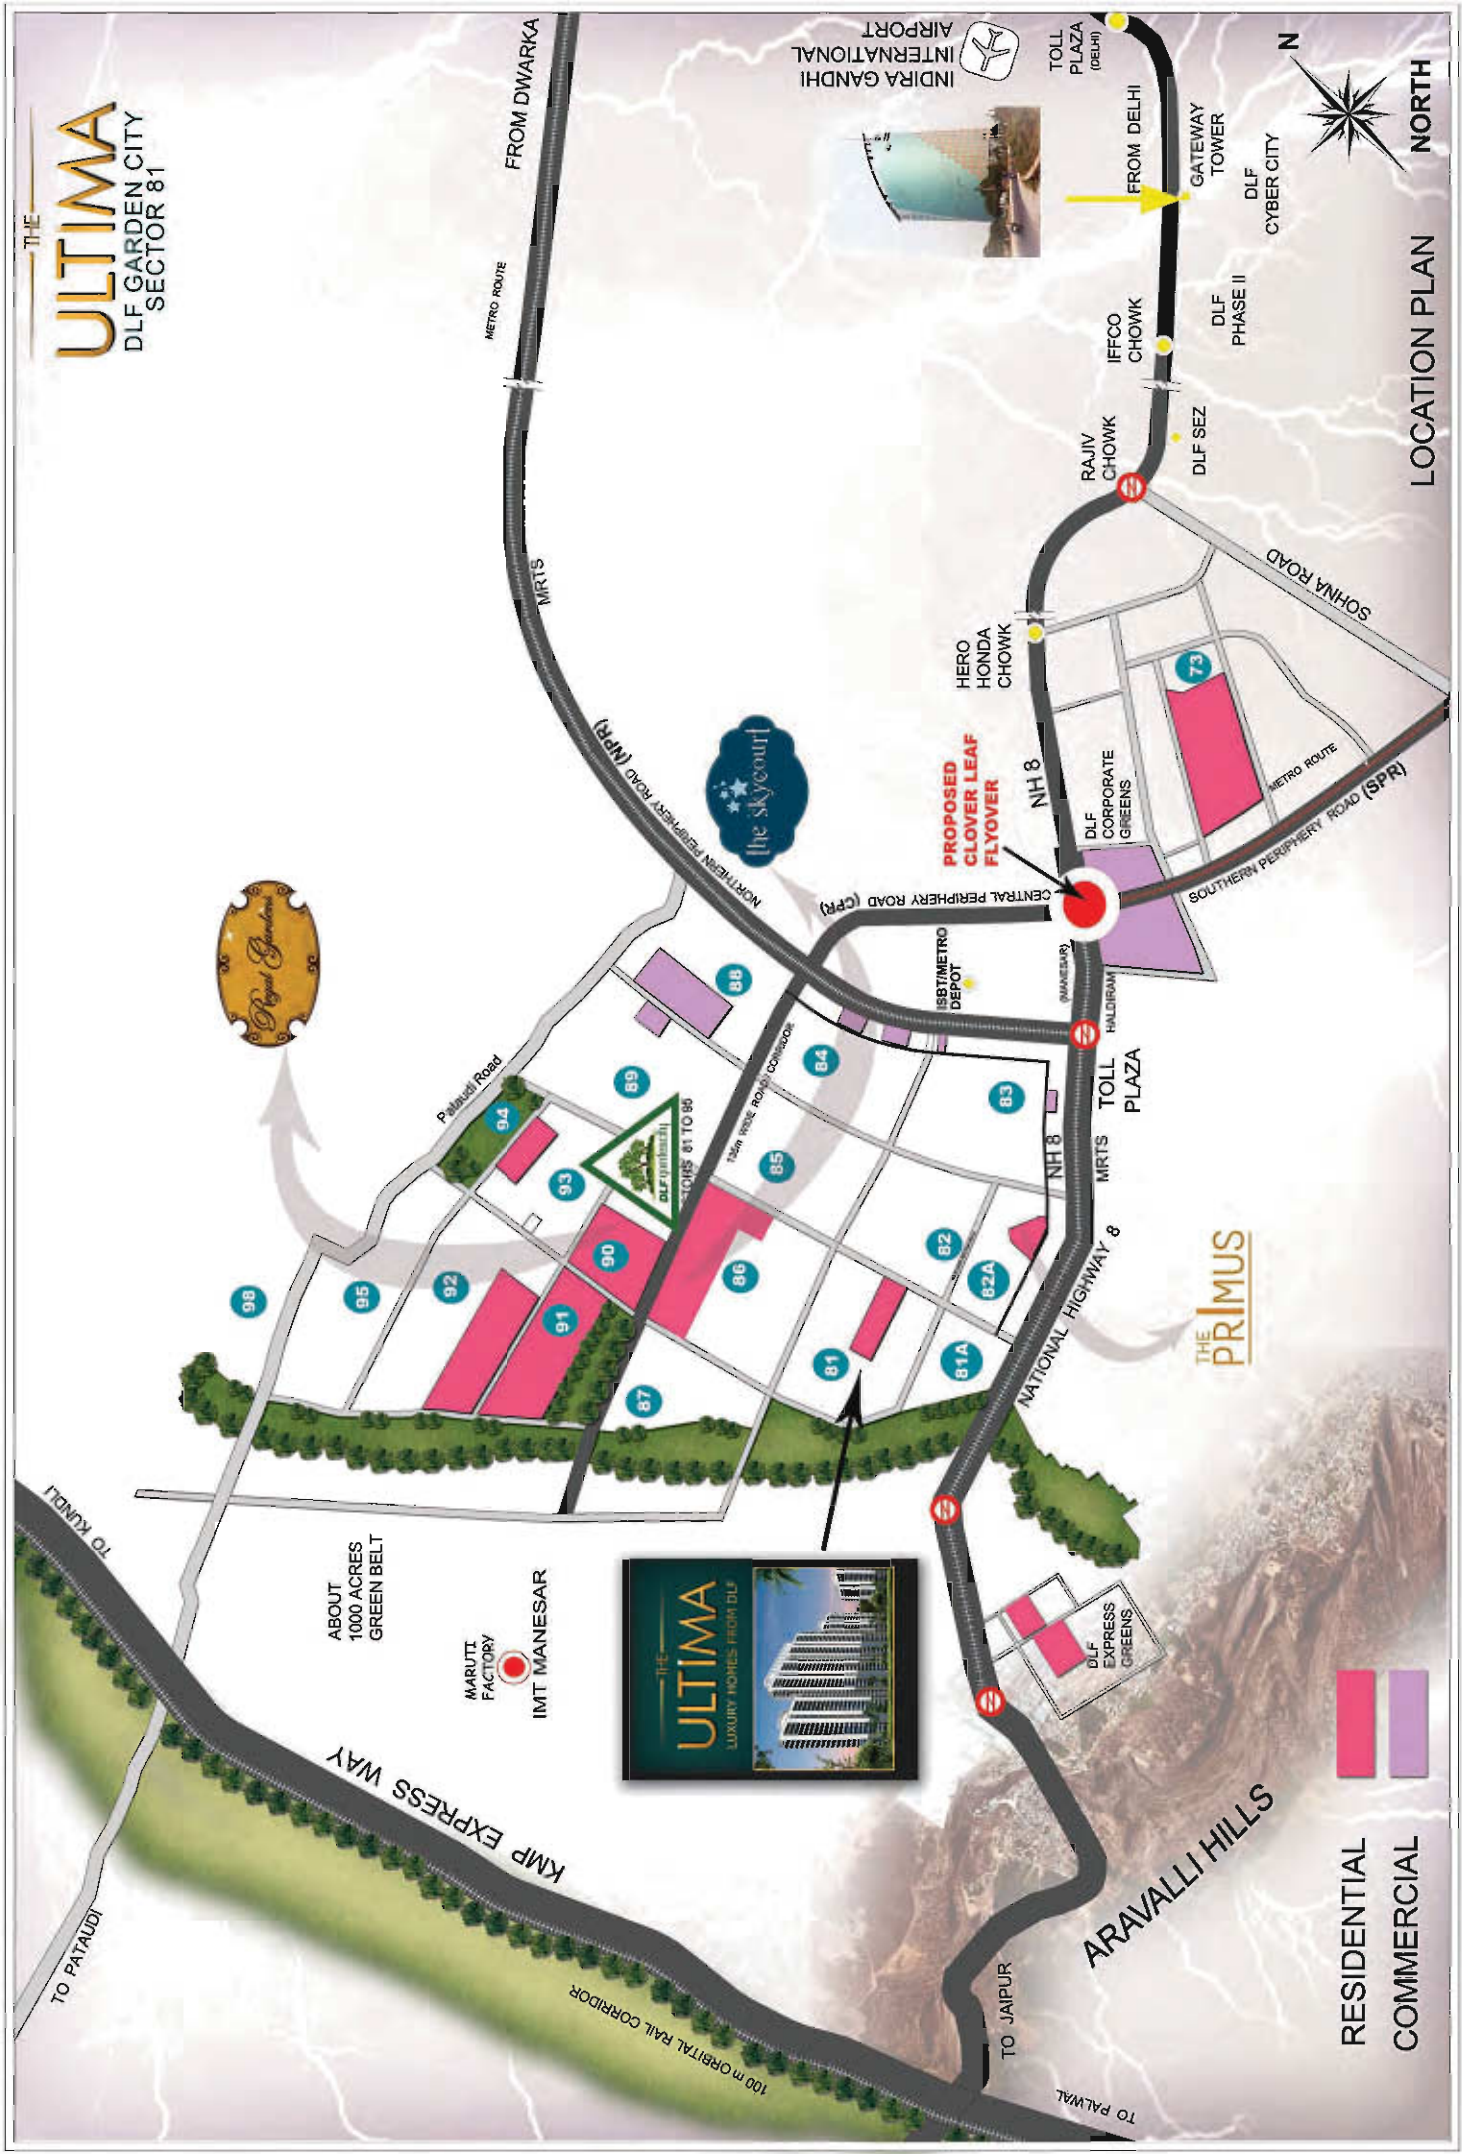 THE
ULTIMA
DLF GARDEN CITY
SECTOR 81
FROM DWARKA
METRO ROUTE
MRTS
NORTHERN PERIPHERY ROAD (NPR)
INDIRA GANDHI
INTERNATIONAL
AIRPORT
TOLL
PLAZA
(DELHI)
FROM DELHI
GATEWAY
TOWER
DLF
CYBER CITY
N
NORTH
LOCATION PLAN
IFFCO
CHOWK
DLF
PHASE II
RAJIV
CHOWK
DLF SEZ
SOHNA ROAD
HERO
HONDA
CHOWK
73
METRO ROUTE
SOUTHERN PERIPHERY ROAD (SPR)
NH 8
DLF
CORPORATE
GREENS
PROPOSED
CLOVER LEAF
FLYOVER
the skycourt
Royal Gardens
CENTRAL PERIPHERY ROAD (CPR)
ISBT/METRO
DEPOT
(MANESAR)
HALDIRAM
TOLL
PLAZA
MRTS
NH 8
NATIONAL HIGHWAY 8
Pataudi Road
88
89
94
93
84
83
85
90
86
82
82A
92
91
95
98
81
81A
87
DLF gardencity
TORS 81 TO 95
135m WIDE ROAD / CORRIDOR
THE
PRIMUS
TO KUNDLI
ABOUT
1000 ACRES
GREEN BELT
MARUTI
FACTORY
IMT MANESAR
THE
ULTIMA
LUXURY HOMES FROM DLF
DLF
EXPRESS
GREENS
KMP EXPRESS WAY
TO PATAUDI
100 m ORBITAL RAIL CORRIDOR
ARAVALLI HILLS
TO JAIPUR
TO PALWAL
RESIDENTIAL
COMMERCIAL